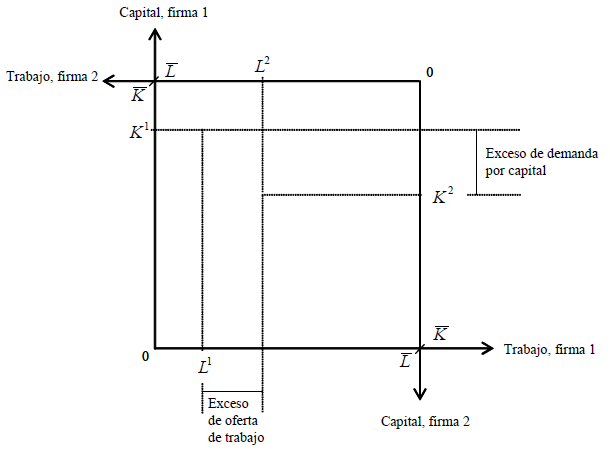 Capital, firma 1
Trabajo, firma 2
L̅
L²
0
K̅
K¹
Exceso de demanda
por capital
K²
K̅
0
L¹
L̅
Trabajo, firma 1
Exceso
de oferta
de trabajo
Capital, firma 2